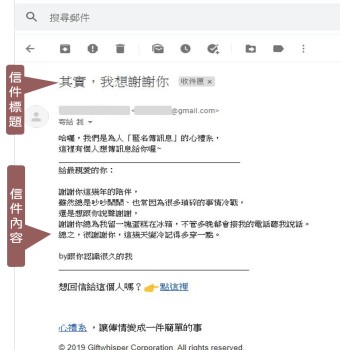 搜尋郵件
信件標題
其實，我想謝謝你 收件匣 ×
<@gmail.com>
寄給 我
哈囉，我們是為人「匿名傳訊息」的心禮系，
這裡有個人想傳訊息給你喔~
給最親愛的你：
信件內容
謝謝你這幾年的陪伴，
雖然總是吵吵鬧鬧、也常因為很多瑣碎的事情冷戰，
還是想跟你說聲謝謝，
謝謝你總為我留一塊蛋糕在冰箱，不管多晚都會接我的電話聽我說話。
總之，很謝謝你，這幾天變冷記得多穿一點。
by跟你認識很久的我
想回信給這個人嗎？👉點這裡
心禮系，讓傳情變成一件簡單的事
© 2019 Giftwhisper Corporation. All rights reserved.